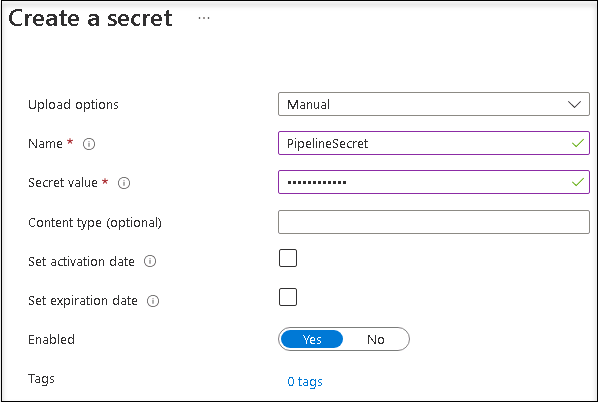 Create a secret ...
Upload options Manual
Name * PipelineSecret
Secret value * ••••••••••••
Content type (optional)
Set activation date
Set expiration date
Enabled Yes No
Tags 0 tags